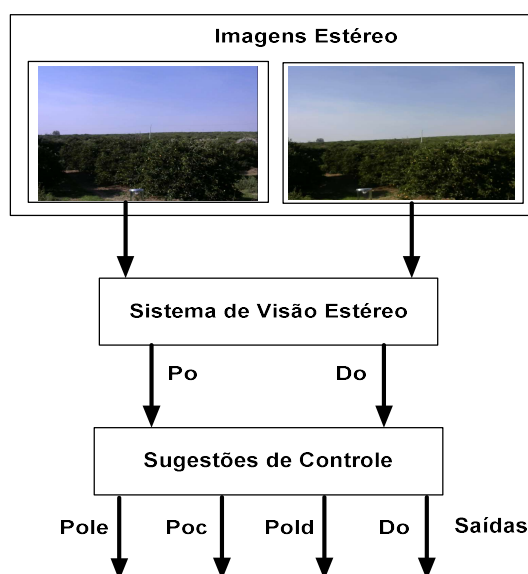 Imagens Estéreo
Sistema de Visão Estéreo
Po Do
Sugestões de Controle
Pole Poc Pold Do Saídas